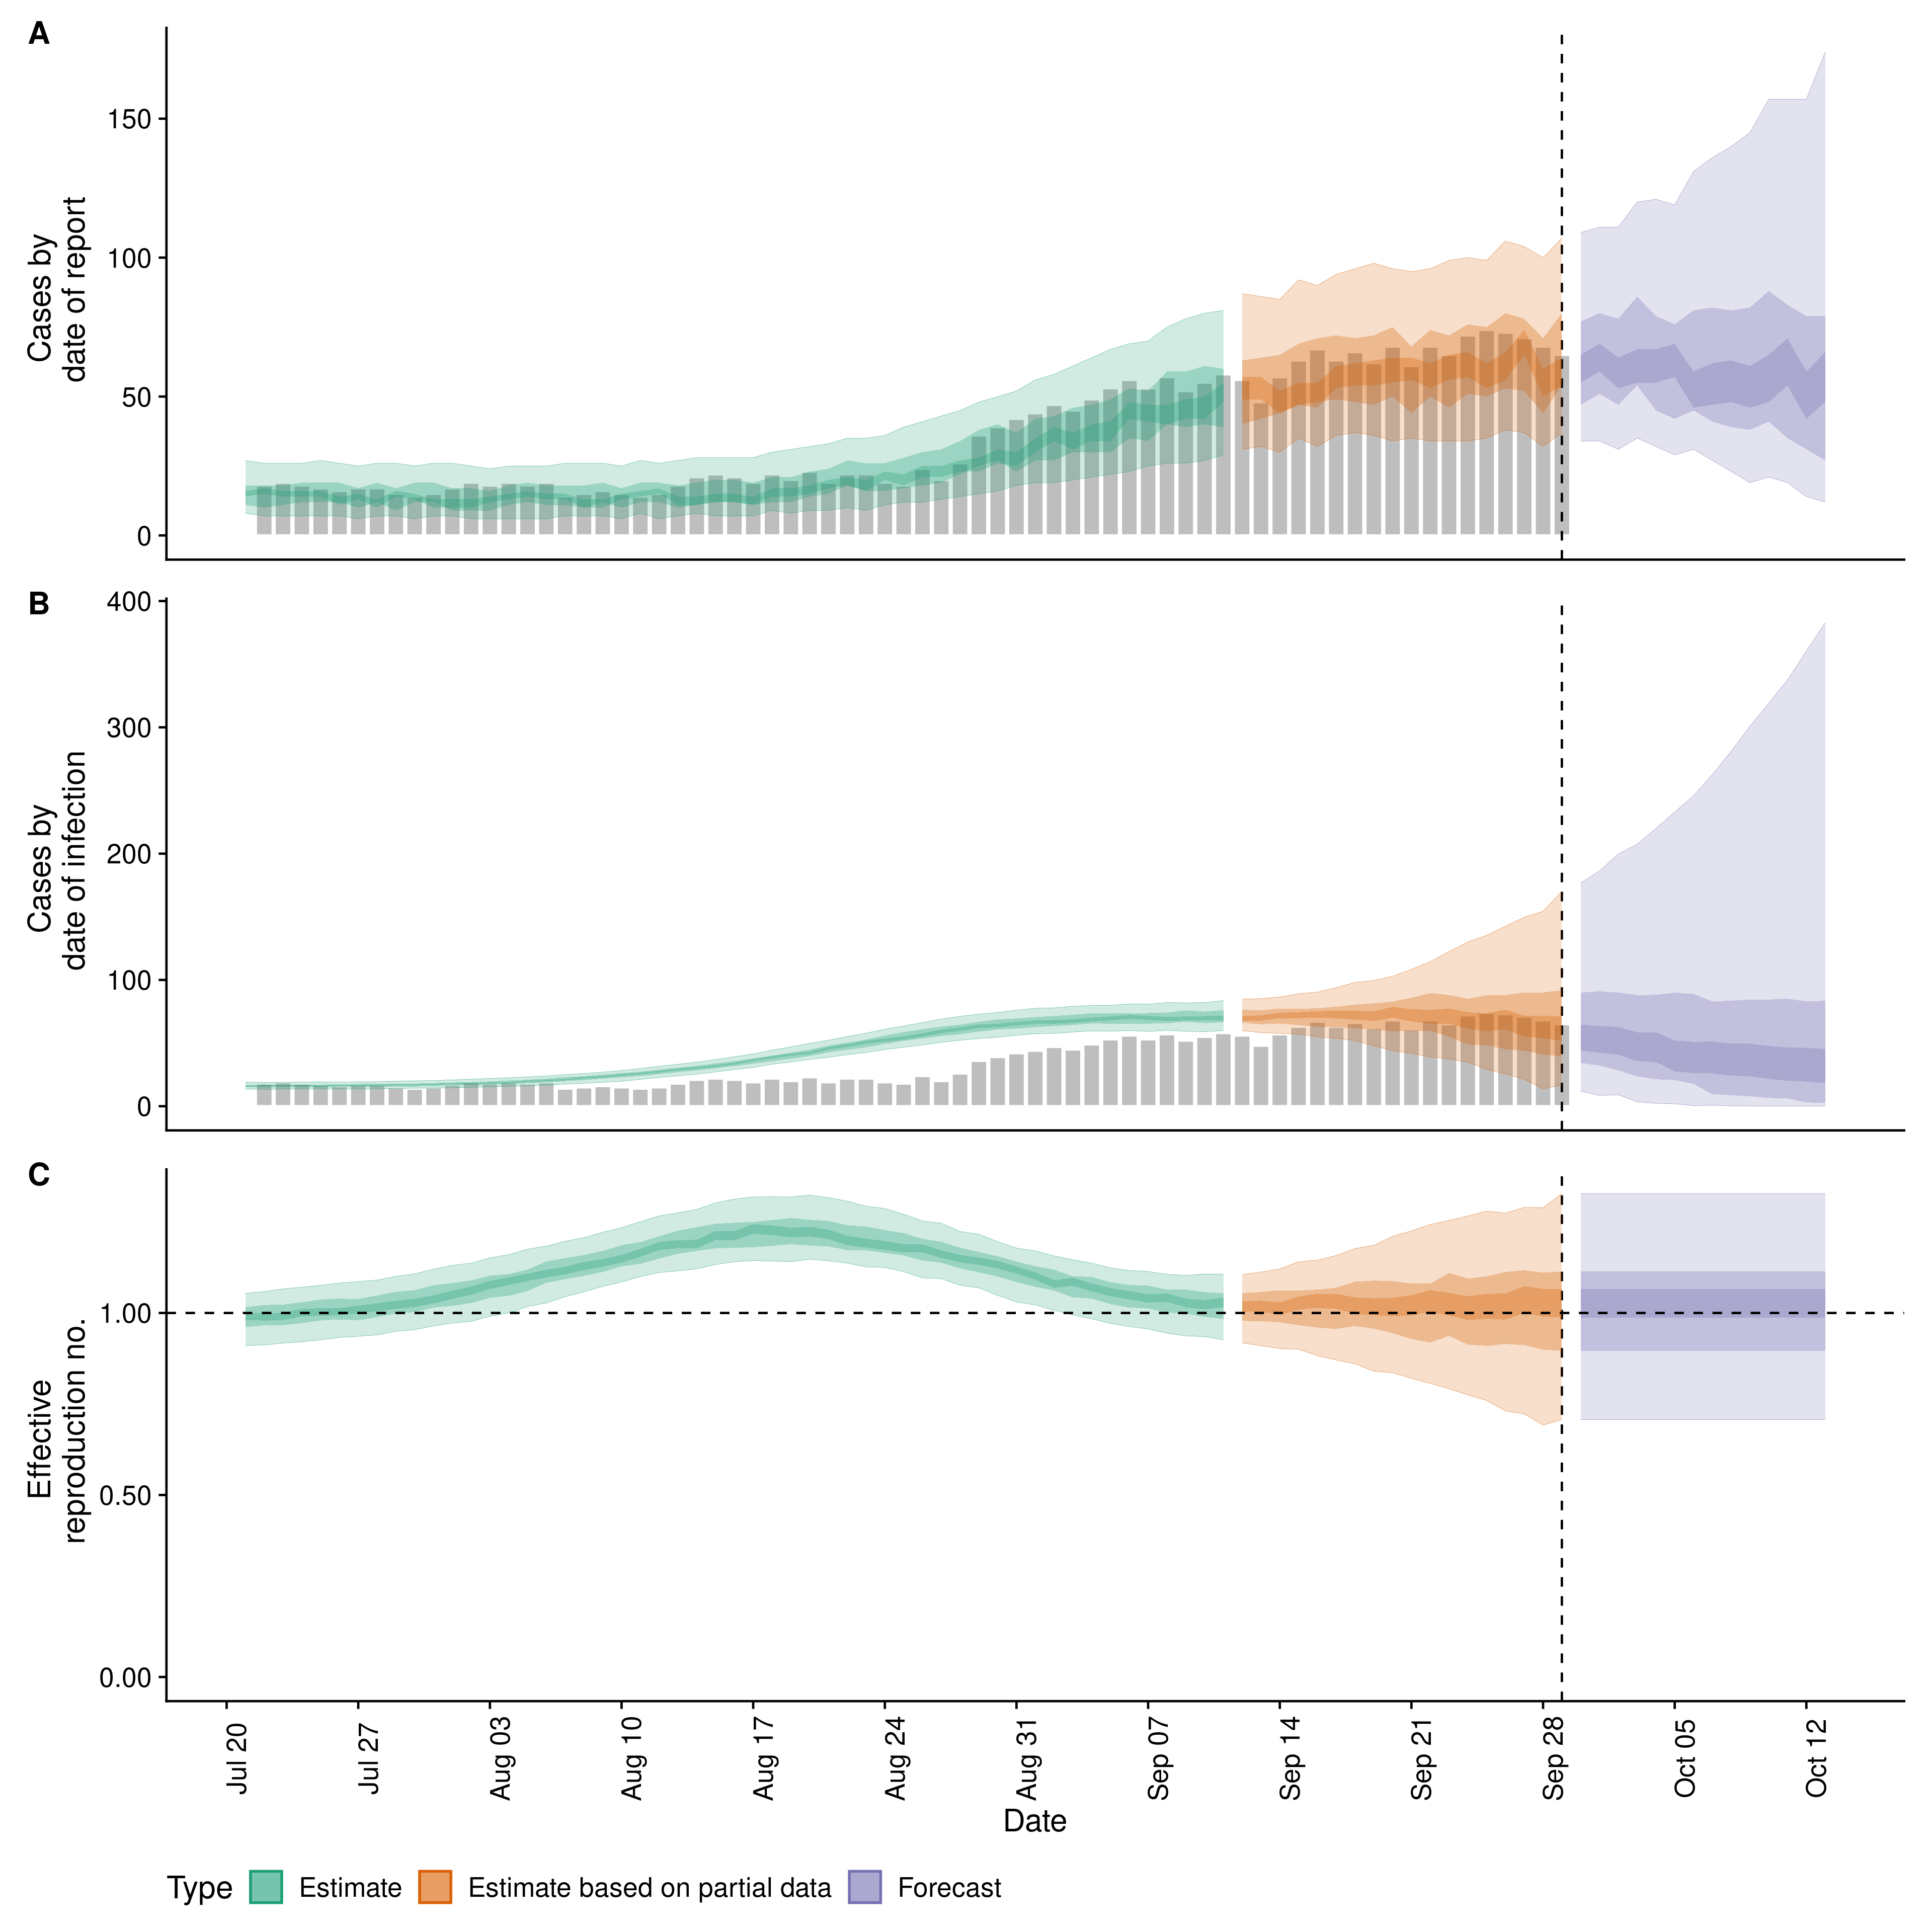 A
Cases by
date of report
150
100
50
0
B
Cases by
date of infection
400
300
200
100
0
C
Effective
reproduction no.
1.00
0.50
0.00
Jul 20
Jul 27
Aug 03
Aug 10
Aug 17
Aug 24
Aug 31
Sep 07
Sep 14
Sep 21
Sep 28
Oct 05
Oct 12
Date
Type Estimate Estimate based on partial data Forecast